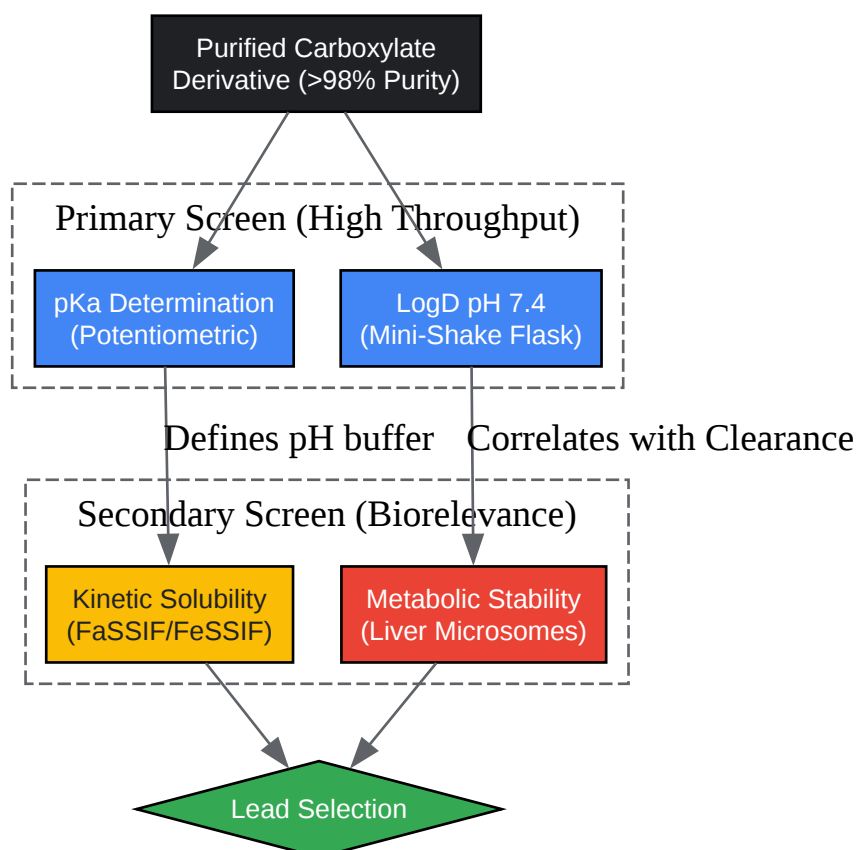 Purified Carboxylate
Derivative (>98% Purity)
Primary Screen (High Throughput)
pKa Determination
(Potentiometric)
LogD pH 7.4
(Mini-Shake Flask)
Defines pH buffer
Correlates with Clearance
Secondary Screen (Biorelevance)
Kinetic Solubility
(FaSSIF/FeSSIF)
Metabolic Stability
(Liver Microsomes)
Lead Selection